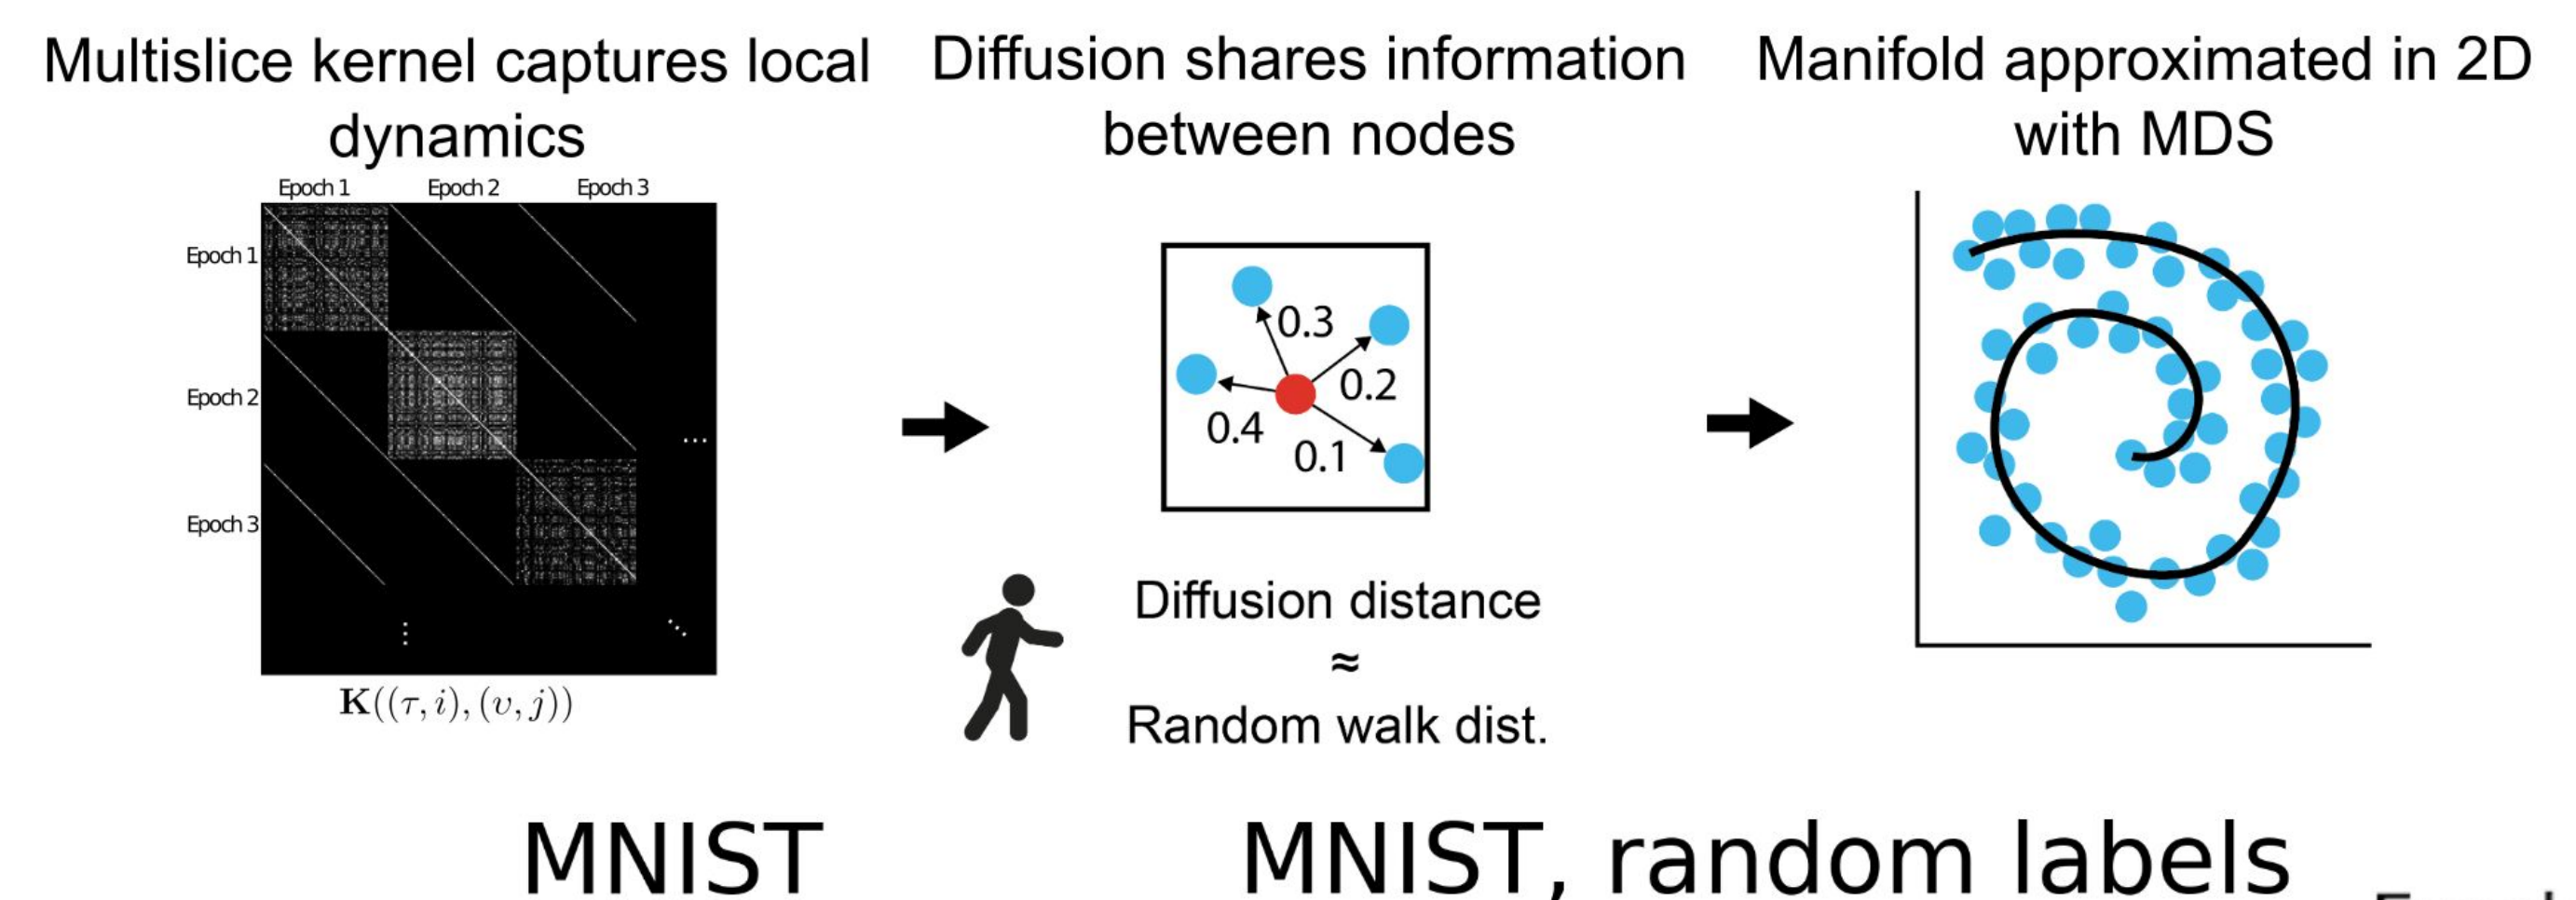 Multislice kernel captures local
dynamics
Epoch 1 Epoch 2 Epoch 3
Epoch 1
Epoch 2
Epoch 3
...
K((τ, i), (υ, j))
Diffusion shares information
between nodes
0.3
0.2
0.4
0.1
Diffusion distance
≈
Random walk dist.
Manifold approximated in 2D
with MDS
MNIST
MNIST, random labels